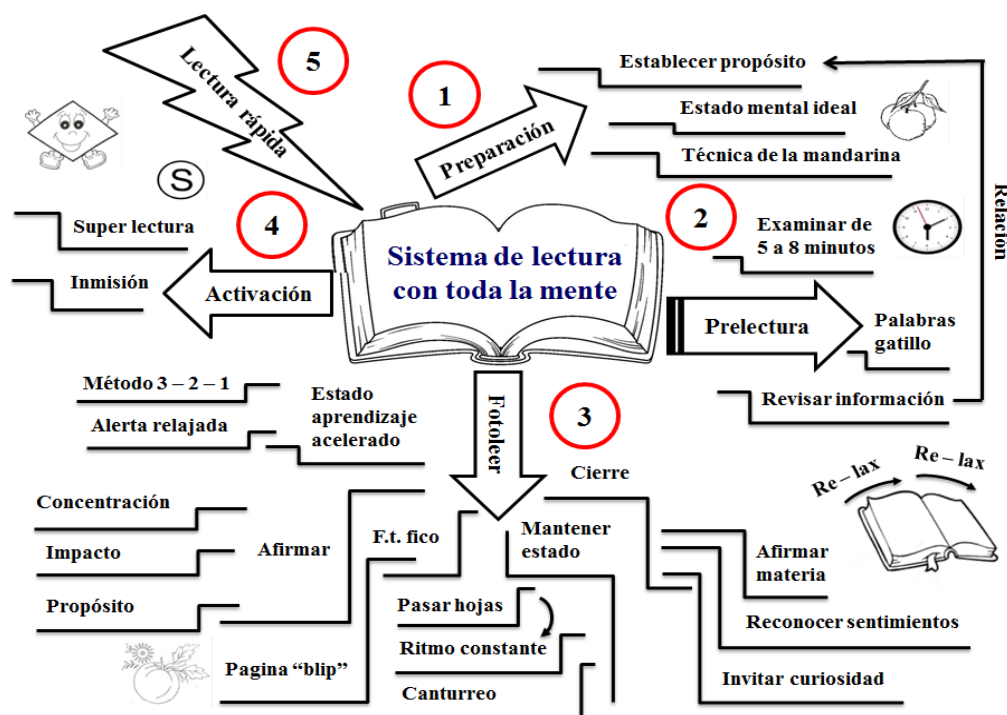 Sistema de lectura
con toda la mente
1
Preparación
Establecer propósito
Estado mental ideal
Técnica de la mandarina
Relación
2
Prelectura
Examinar de
5 a 8 minutos
Palabras
gatillo
Revisar información
3
Fotoleer
Estado
aprendizaje
acelerado
Método 3 – 2 – 1
Alerta relajada
Afirmar
Concentración
Impacto
Propósito
F.t. fico
Pagina “blip”
Mantener
estado
Pasar hojas
Ritmo constante
Canturreo
Cierre
Afirmar
materia
Reconocer sentimientos
Invitar curiosidad
Re – lax
Re – lax
4
Activación
Super lectura
Inmisión
S
5
Lectura rápida